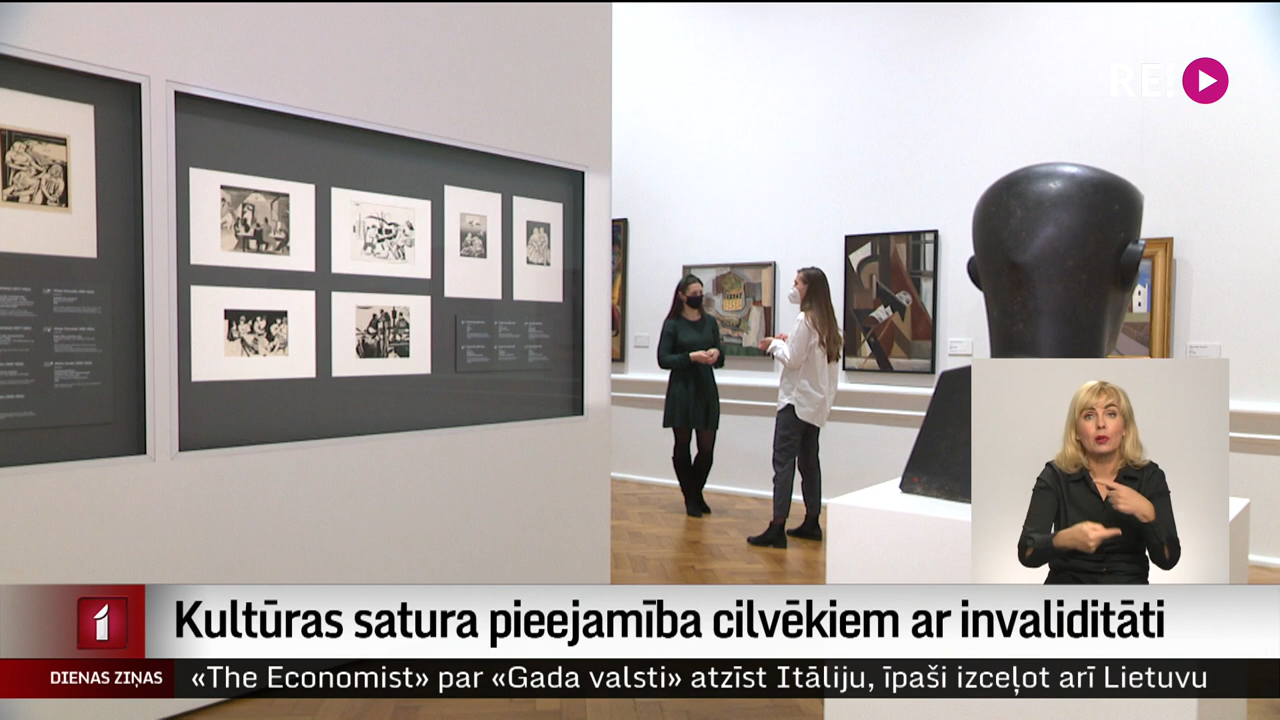 RE!
Kultūras satura pieejamība cilvēkiem ar invaliditāti
1
DIENAS ZIŅAS
«The Economist» par «Gada valsti» atzīst Itāliju, īpaši izceļot arī Lietuvu